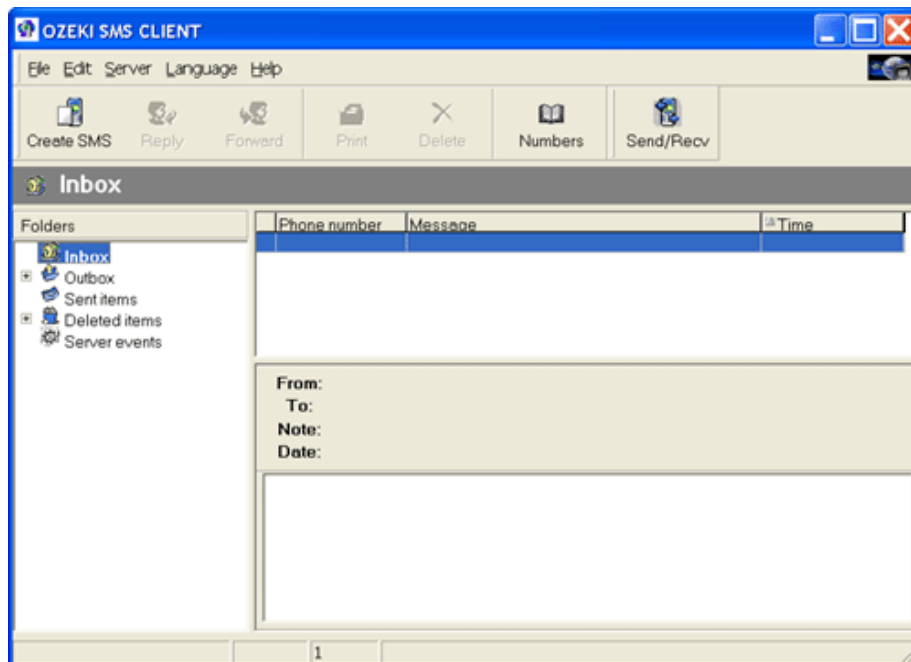 OZEKI SMS CLIENT
File Edit Server Language Help
Create SMS Reply Forward Print Delete Numbers Send/Recv
Inbox
Folders
Phone number Message Time
Inbox
Outbox
Sent items
Deleted items
Server events
From:
To:
Note:
Date:
1